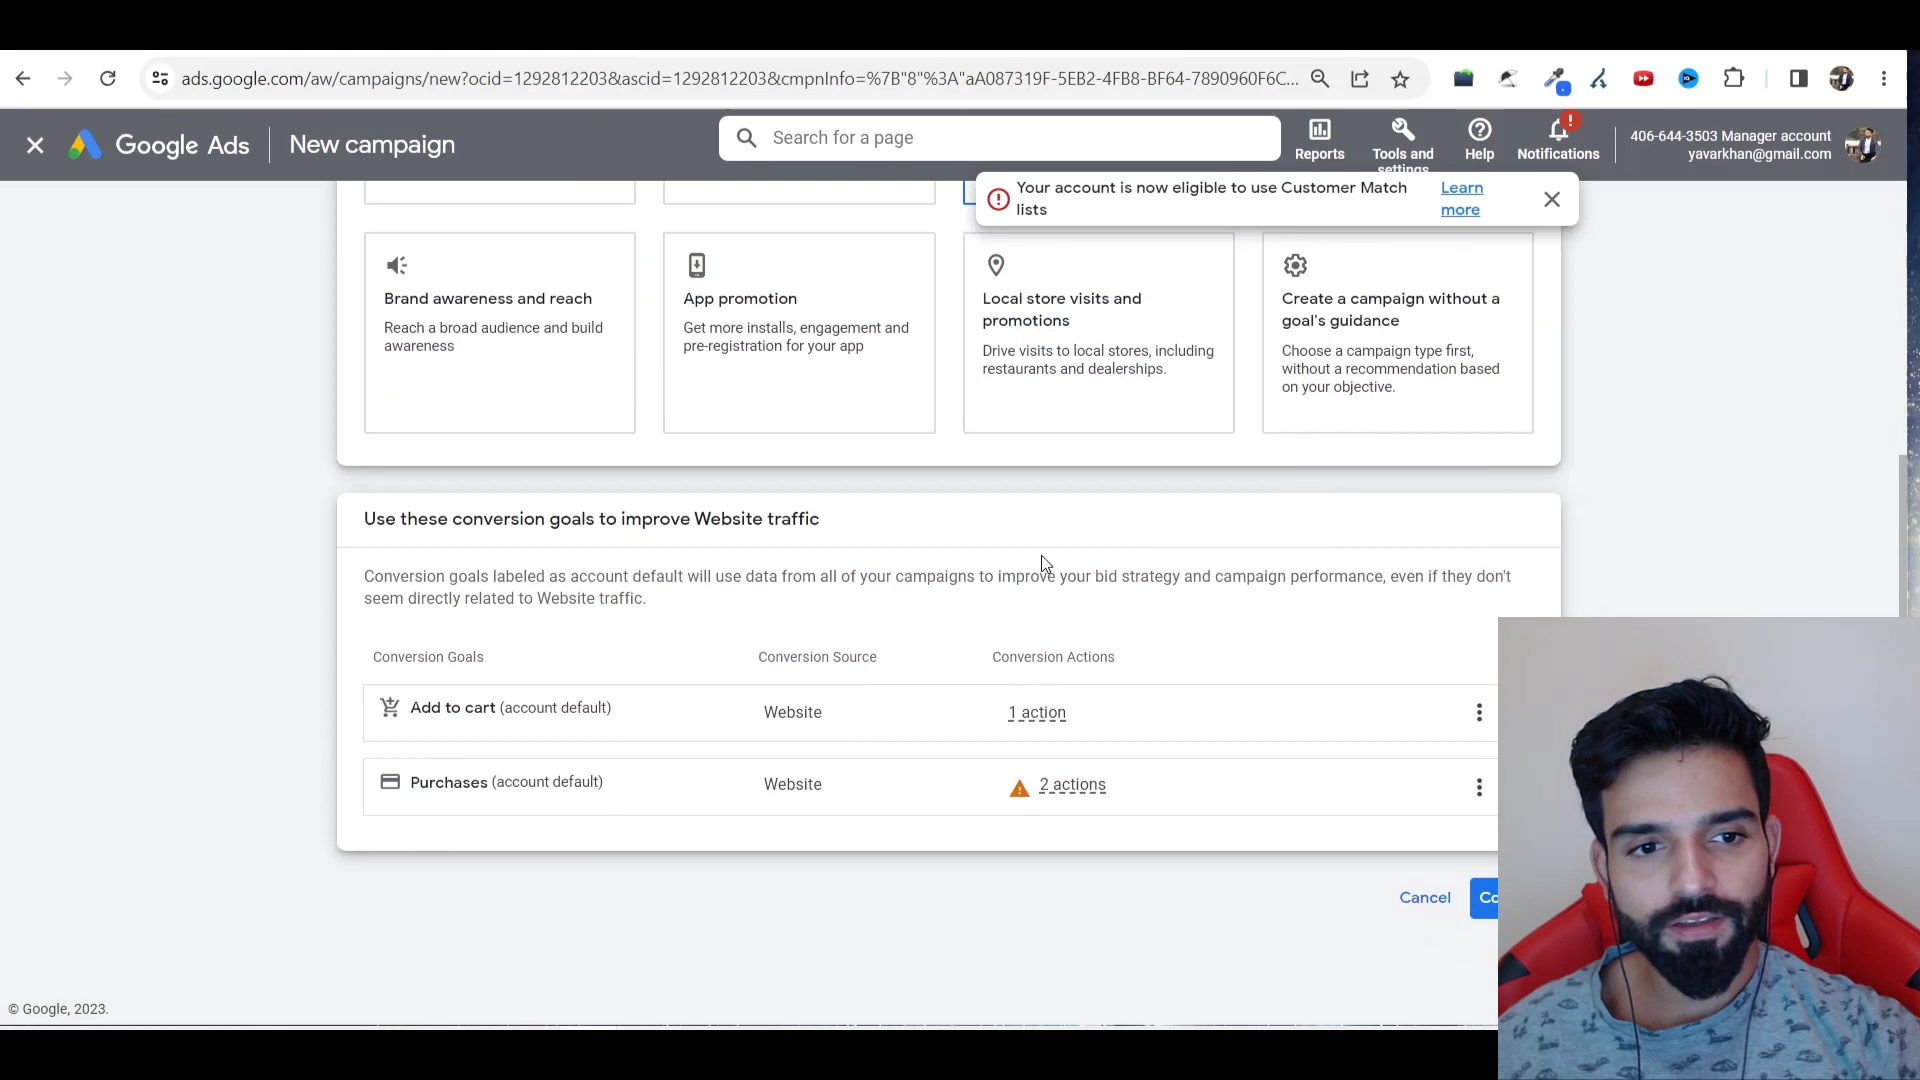 ads.google.com/aw/campaigns/new?ocid=1292812203&ascid=1292812203&cmpnInfo=%7B"8"%3A"aA087319F-5EB2-4FB8-BF64-7890960F6C...
Google Ads
New campaign
Search for a page
Reports
Tools and
settings
Help
Notifications
406-644-3503 Manager account
yavarkhan@gmail.com
Your account is now eligible to use Customer Match
lists
Learn
more
Brand awareness and reach
Reach a broad audience and build
awareness
App promotion
Get more installs, engagement and
pre-registration for your app
Local store visits and
promotions
Drive visits to local stores, including
restaurants and dealerships.
Create a campaign without a
goal's guidance
Choose a campaign type first,
without a recommendation based
on your objective.
Use these conversion goals to improve Website traffic
Conversion goals labeled as account default will use data from all of your campaigns to improve your bid strategy and campaign performance, even if they don't
seem directly related to Website traffic.
Conversion Goals
Conversion Source
Conversion Actions
Add to cart (account default)
Website
1 action
Purchases (account default)
Website
2 actions
Cancel
Co
© Google, 2023.